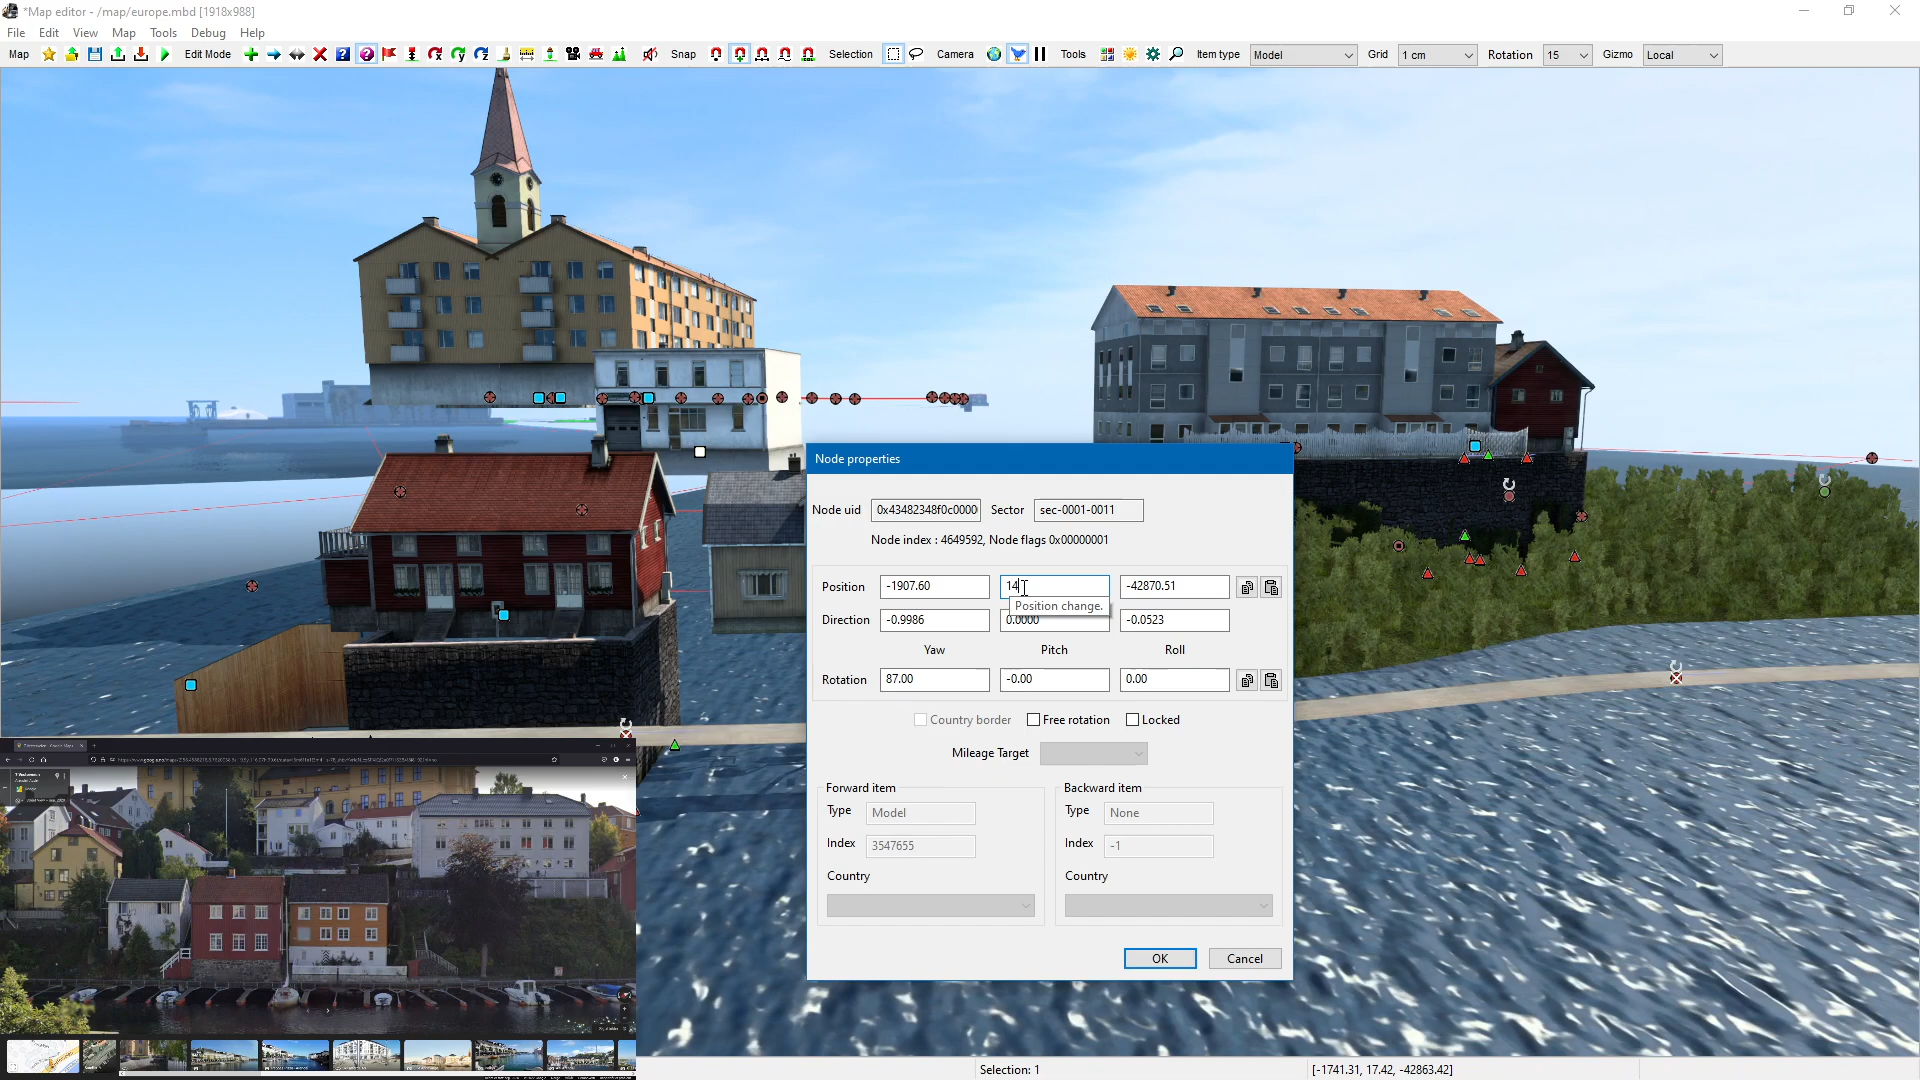 *Map editor - /map/europe.mbd [1918x988]
File Edit View Map Tools Debug Help
Map Edit Mode Snap Selection Camera Tools Item type Model Grid 1 cm Rotation 15 Gizmo Local
Node properties
Node uid 0x43482348f0c0000 Sector sec-0001-0011
Node index : 4649592, Node flags 0x00000001
Position -1907.60 14 -42870.51
Position change.
Direction -0.9986 0.0000 -0.0523
Yaw Pitch Roll
Rotation 87.00 -0.00 0.00
Country border Free rotation Locked
Mileage Target
Forward item Backward item
Type Model Type None
Index 3547655 Index -1
Country Country
OK Cancel
Selection: 1 [-1741.31, 17.42, -42863.42]